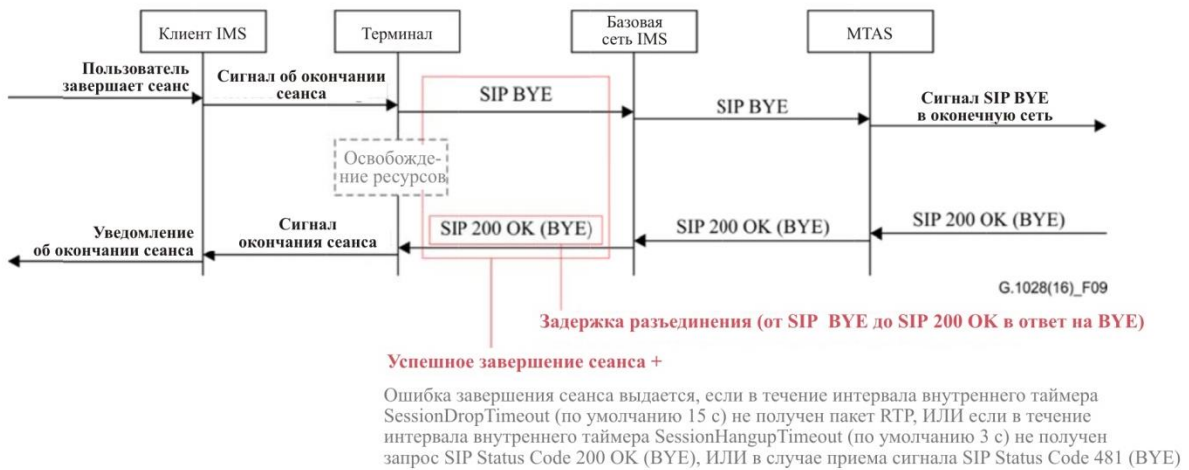 Клиент IMS
Терминал
Базовая
сеть IMS
MTAS
Пользователь
завершает сеанс
Сигнал об окончании
сеанса
SIP BYE
SIP BYE
Сигнал SIP BYE
в оконечную сеть
Освобожде-
ние ресурсов
Уведомление
об окончании сеанса
Сигнал
окончания сеанса
SIP 200 OK (BYE)
SIP 200 OK (BYE)
SIP 200 OK (BYE)
G.1028(16)_F09
Задержка разъединения (от SIP BYE до SIP 200 OK в ответ на BYE)
Успешное завершение сеанса +
Ошибка завершения сеанса выдается, если в течение интервала внутреннего таймера
SessionDropTimeout (по умолчанию 15 с) не получен пакет RTP, ИЛИ если в течение
интервала внутреннего таймера SessionHangupTimeout (по умолчанию 3 с) не получен
запрос SIP Status Code 200 OK (BYE), ИЛИ в случае приема сигнала SIP Status Code 481 (BYE)